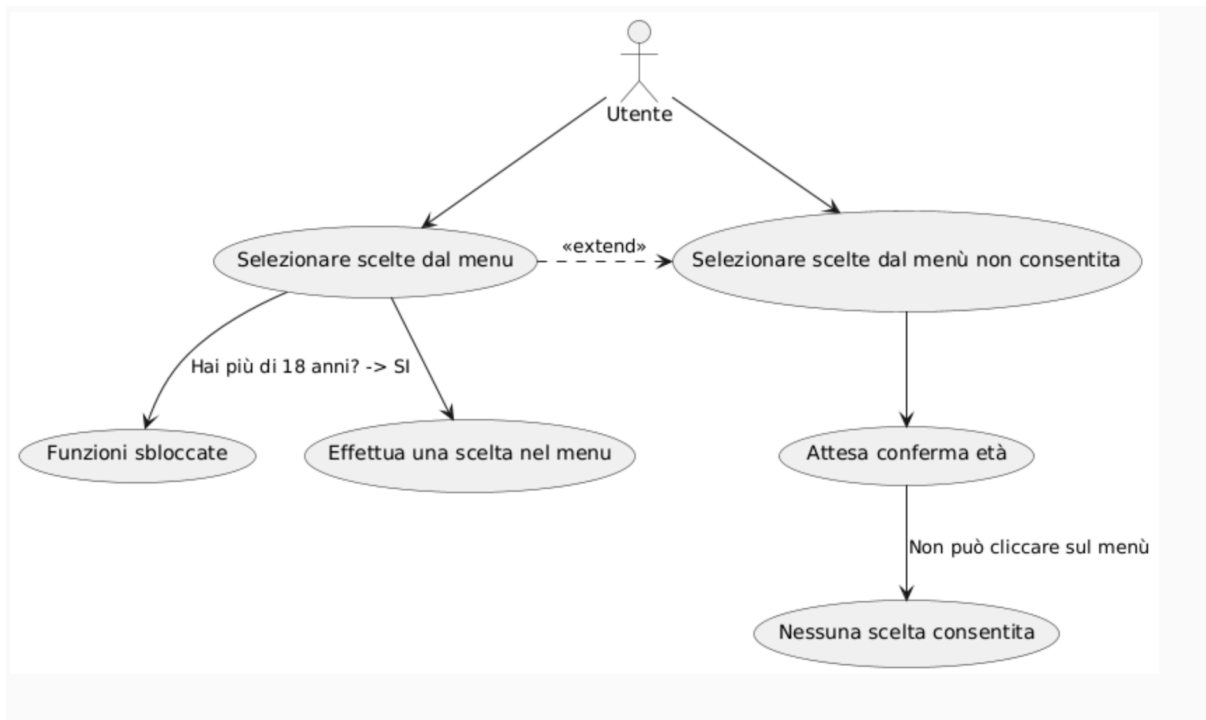 Utente
«extend»
Selezionare scelte dal menu
Selezionare scelte dal menù non consentita
Hai più di 18 anni? -> SI
Funzioni sbloccate
Effettua una scelta nel menu
Attesa conferma età
Non può cliccare sul menù
Nessuna scelta consentita